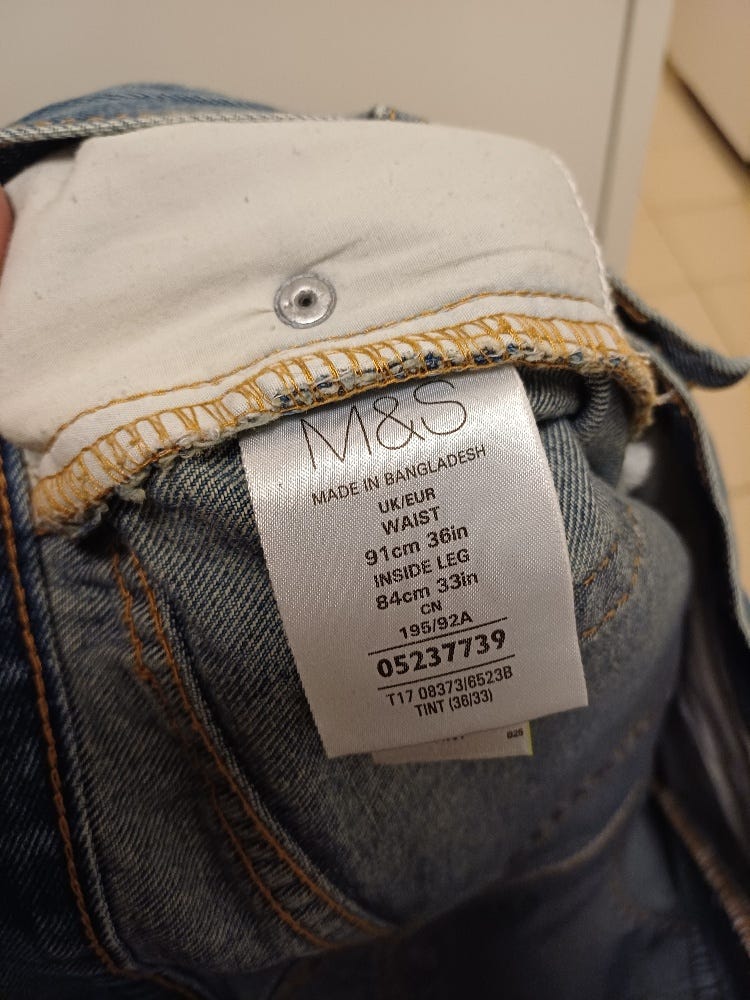 M&S
MADE IN BANGLADESH
UK/EUR
WAIST
91cm 36in
INSIDE LEG
84cm 33in
CN
195/92A
05237739
T17 08373/6523B
TINT (36/33)